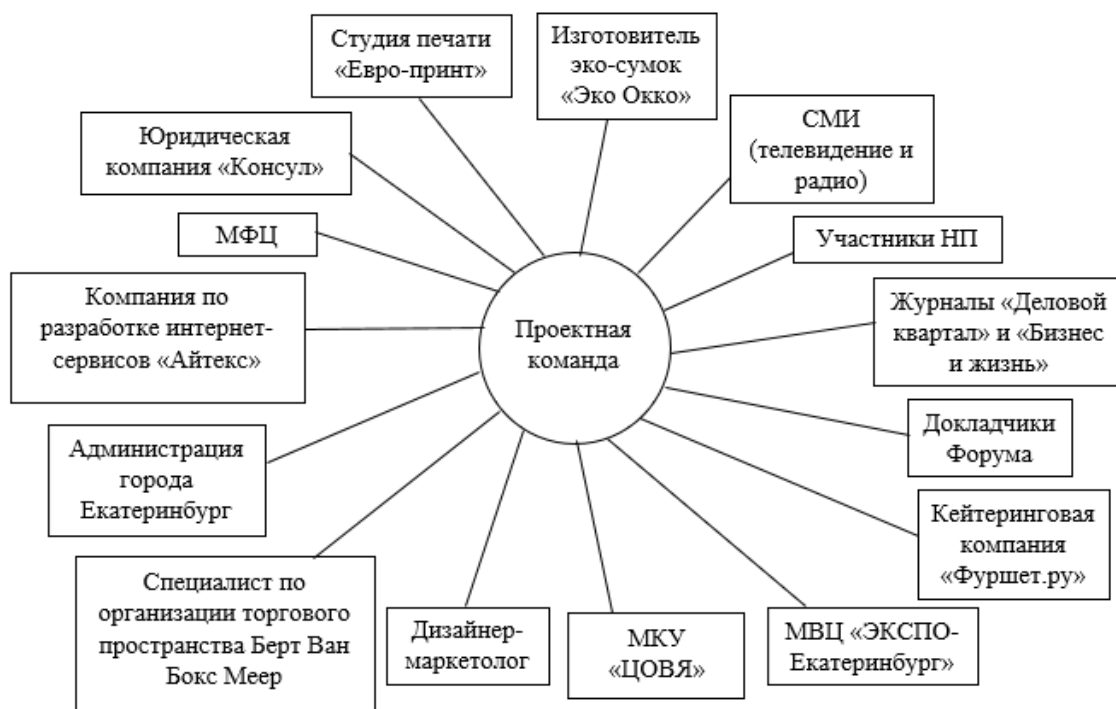 Студия печати
«Евро-принт»
Изготовитель
эко-сумок
«Эко Окко»
СМИ
(телевидение и
радио)
Юридическая
компания «Консул»
МФЦ
Участники НП
Компания по
разработке интернет-
сервисов «Айтекс»
Проектная
команда
Журналы «Деловой
квартал» и «Бизнес
и жизнь»
Администрация
города
Екатеринбург
Докладчики
Форума
Кейтеринговая
компания
«Фуршет.ру»
Специалист по
организации торгового
пространства Берт Ван
Бокс Меер
Дизайнер-
маркетолог
МКУ
«ЦОВЯ»
МВЦ «ЭКСПО-
Екатеринбург»